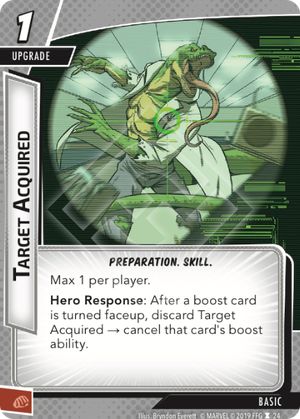 1
UPGRADE
TARGET ACQUIRED
PREPARATION. SKILL.
Max 1 per player.
Hero Response: After a boost card
is turned faceup, discard Target
Acquired → cancel that card's boost
ability.
BASIC
Illus. Bryndon Everett © MARVEL © 2019 FFG 24